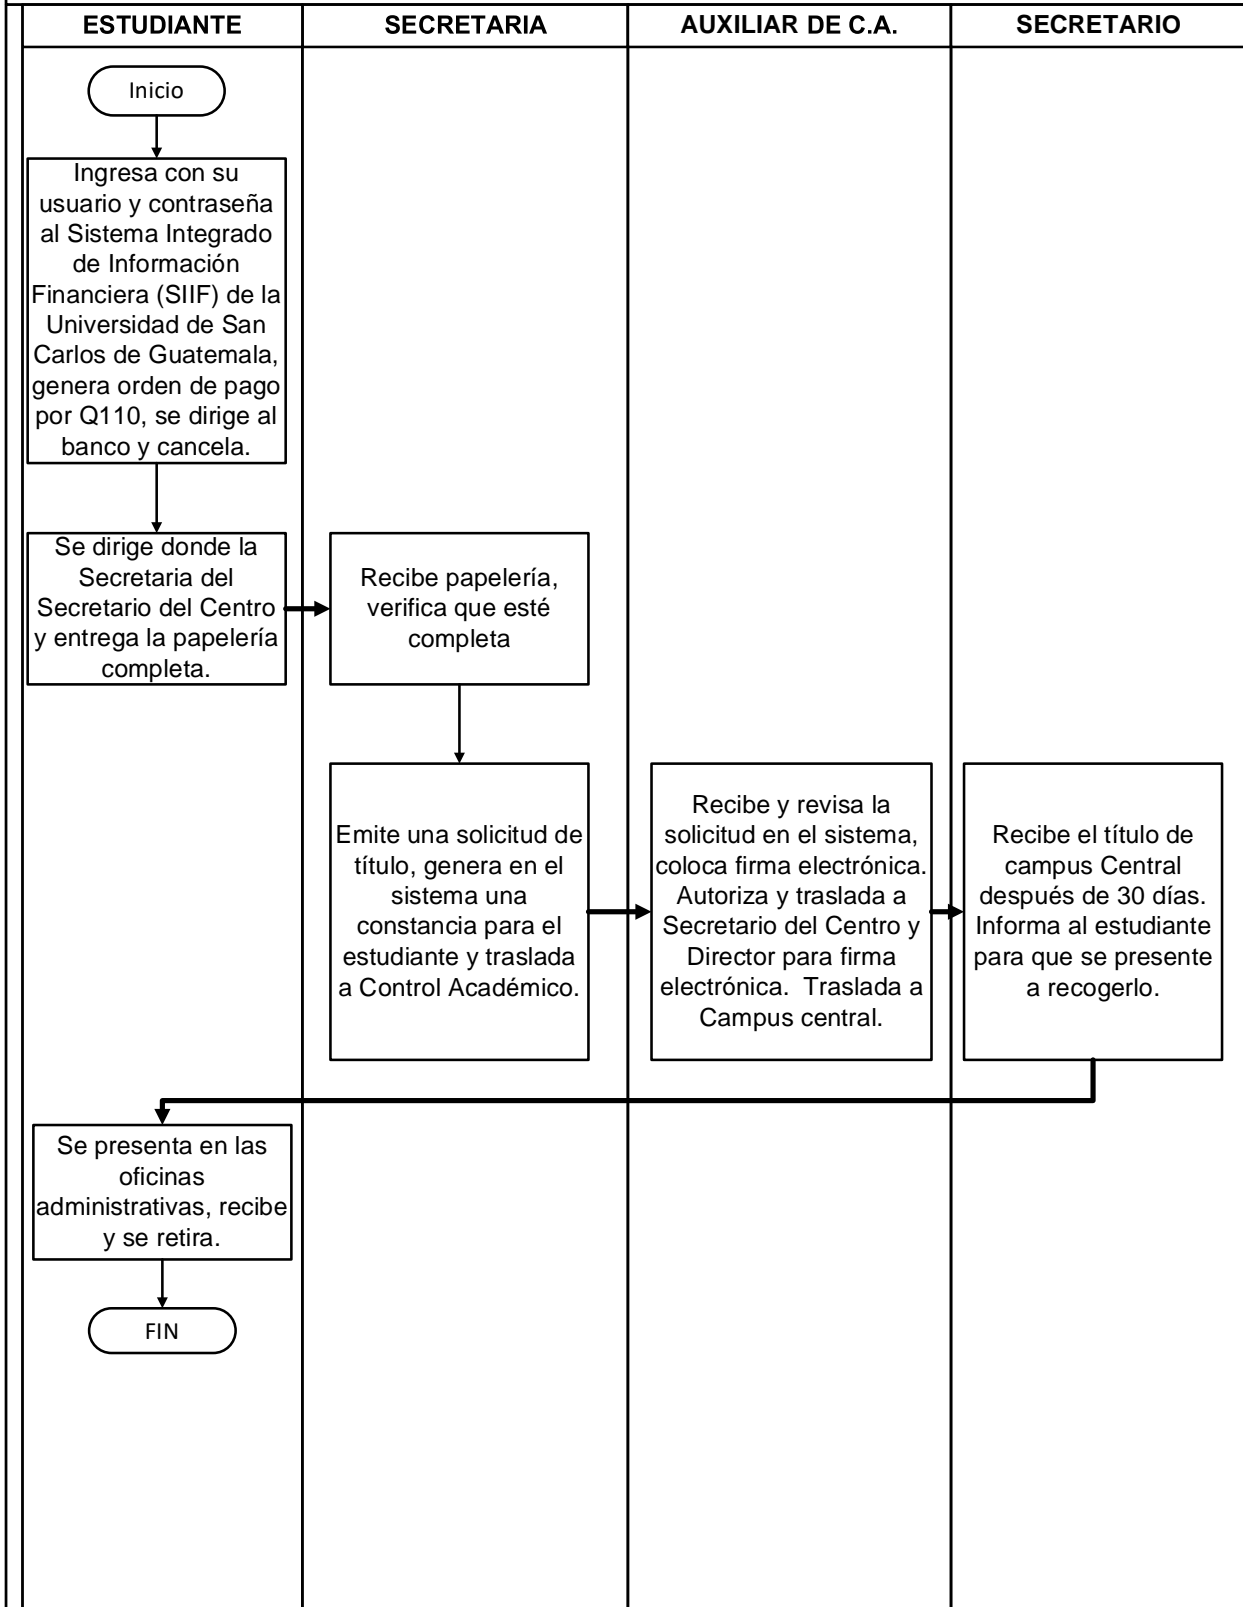 ESTUDIANTE
SECRETARIA
AUXILIAR DE C.A.
SECRETARIO
Inicio
Ingresa con su
usuario y contraseña
al Sistema Integrado
de Información
Financiera (SIIF) de la
Universidad de San
Carlos de Guatemala,
genera orden de pago
por Q110, se dirige al
banco y cancela.
Se dirige donde la
Secretaria del
Secretario del Centro
y entrega la papelería
completa.
Recibe papelería,
verifica que esté
completa
Emite una solicitud de
título, genera en el
sistema una
constancia para el
estudiante y traslada
a Control Académico.
Recibe y revisa la
solicitud en el sistema,
coloca firma electrónica.
Autoriza y traslada a
Secretario del Centro y
Director para firma
electrónica.  Traslada a
Campus central.
Recibe el título de
campus Central
después de 30 días.
Informa al estudiante
para que se presente
a recogerlo.
Se presenta en las
oficinas
administrativas, recibe
y se retira.
FIN